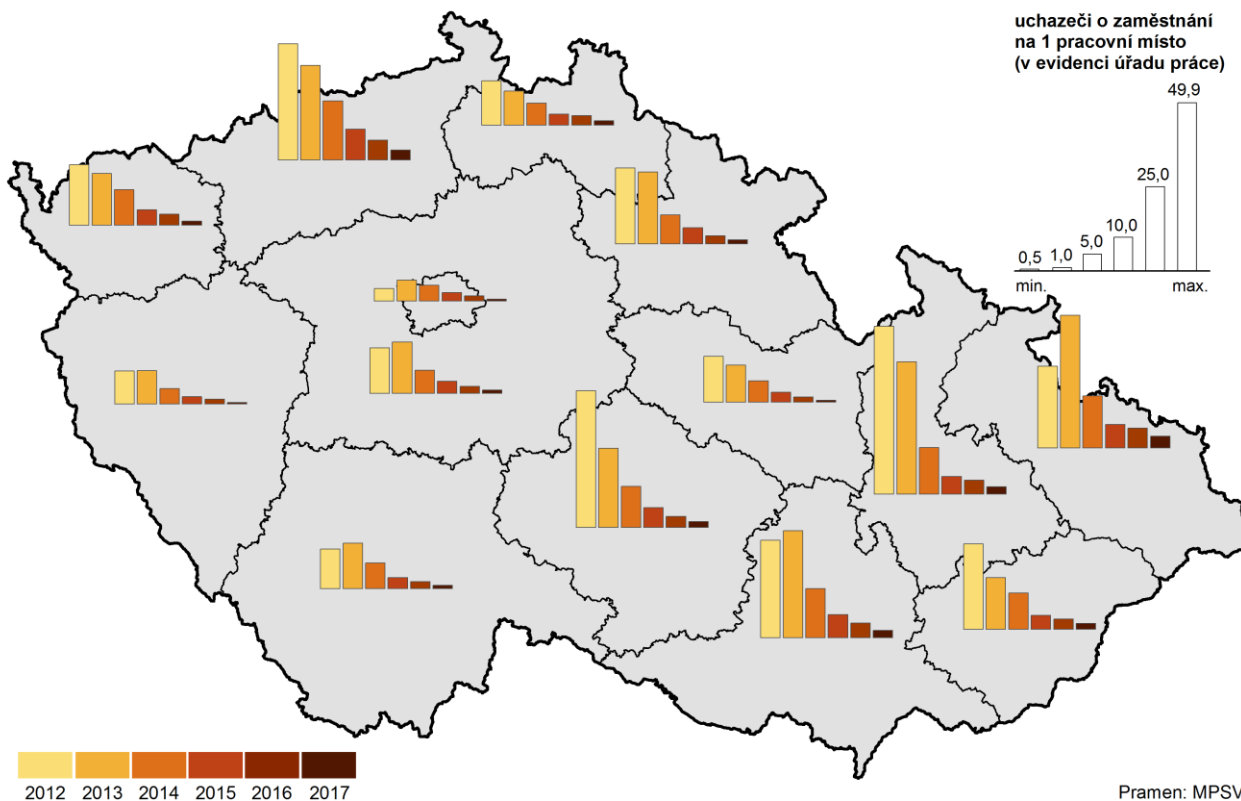 uchazeči o zaměstnání
na 1 pracovní místo
(v evidenci úřadu práce)
49,9
25,0
10,0
5,0
1,0
0,5
min.
max.
2012 2013 2014 2015 2016 2017
Pramen: MPSV